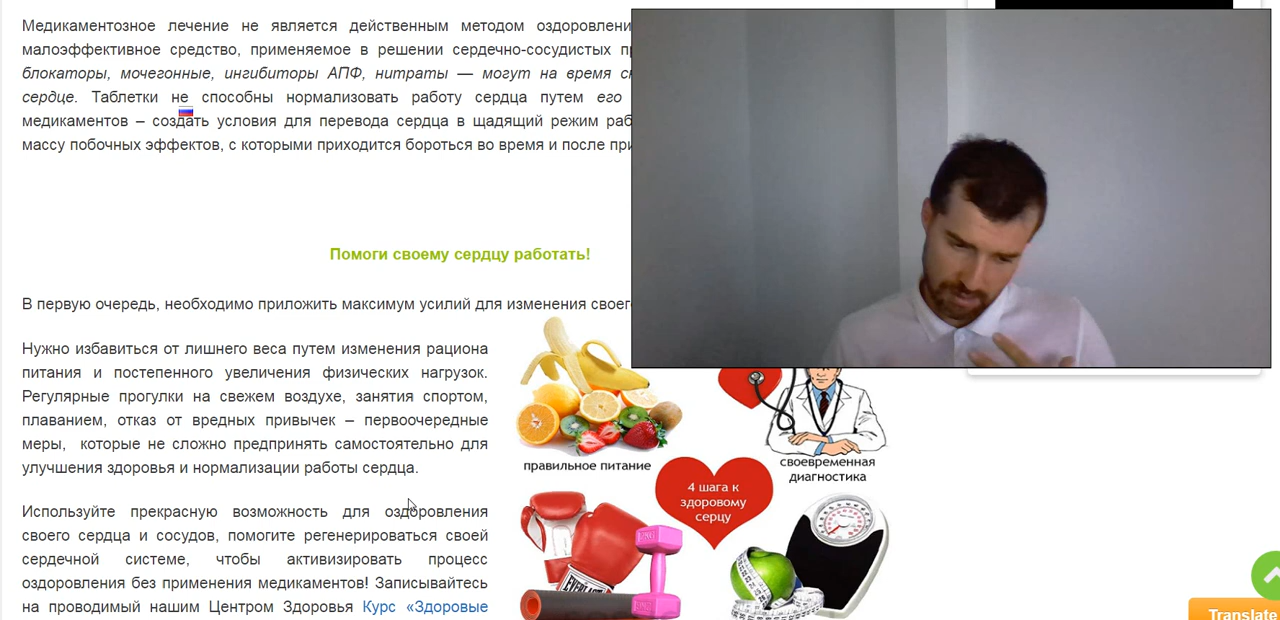 Медикаментозное лечение не является действенным методом
малоэффективное средство, применяемое в решении сердечно-сосудистых
блокаторы, мочегонные, ингибиторы АПФ, нитраты — могут на время
сердце. Таблетки не способны нормализовать работу сердца путем его
медикаментов – создать условия для перевода сердца в щадящий режим
массу побочных эффектов, с которыми приходится бороться во время и после
Помоги своему сердцу работать!
В первую очередь, необходимо приложить максимум усилий для изменения
Нужно избавиться от лишнего веса путем изменения рациона
питания и постепенного увеличения физических нагрузок.
Регулярные прогулки на свежем воздухе, занятия спортом,
плаванием, отказ от вредных привычек – первоочередные
меры, которые не сложно предпринять самостоятельно для
улучшения здоровья и нормализации работы сердца.
Используйте прекрасную возможность для оздоровления
своего сердца и сосудов, помогите регенерироваться своей
сердечной системе, чтобы активизировать процесс
оздоровления без применения медикаментов! Записывайтесь
на проводимый нашим Центром Здоровья Курс «Здоровые
правильное питание
своевременная
диагностика
4 шага к
здоровому
сердцу
EVERLAST
Translate